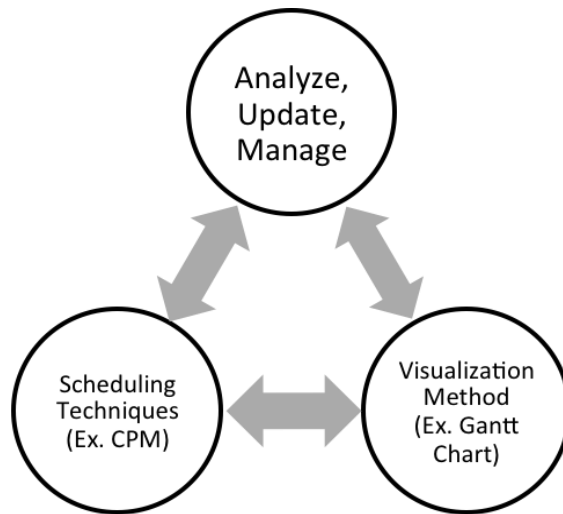 Analyze,
Update,
Manage
Scheduling
Techniques
(Ex. CPM)
Visualization
Method
(Ex. Gantt
Chart)